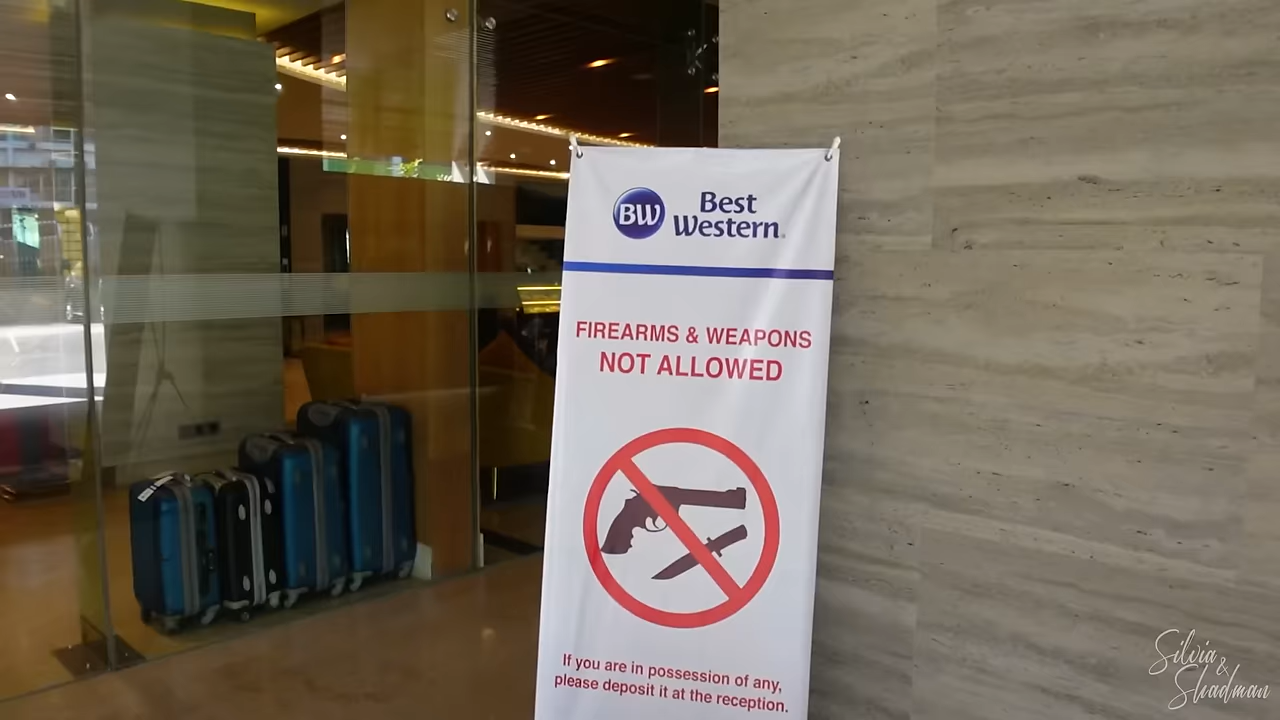 BW
Best
Western.
FIREARMS & WEAPONS
NOT ALLOWED
If you are in possession of any,
please deposit it at the reception.
Silvia
&
Shadman